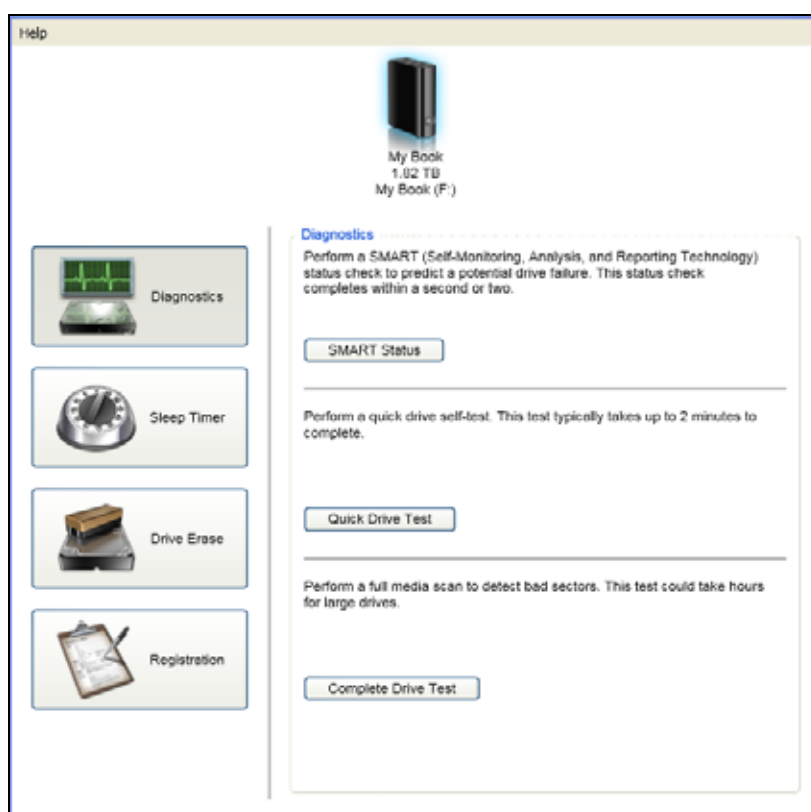 Help
My Book
1.82 TB
My Book (F:)
Diagnostics
Sleep Timer
Drive Erase
Registration
Diagnostics
Perform a SMART (Self-Monitoring, Analysis, and Reporting Technology)
status check to predict a potential drive failure. This status check
completes within a second or two.
SMART Status
Perform a quick drive self-test. This test typically takes up to 2 minutes to
complete.
Quick Drive Test
Perform a full media scan to detect bad sectors. This test could take hours
for large drives.
Complete Drive Test